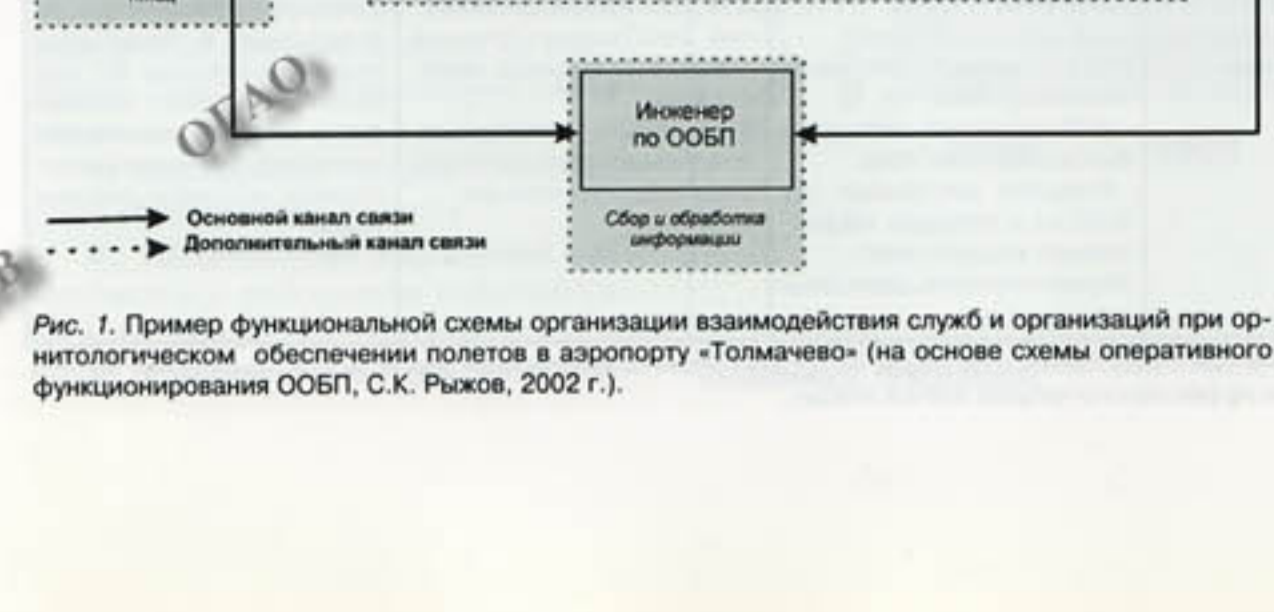 ОГАО
Инженер
по ООБП
Основной канал связи
Дополнительный канал связи
Сбор и обработка
информации
Рис. 1. Пример функциональной схемы организации взаимодействия служб и организаций при ор-
нитологическом обеспечении полетов в аэропорту «Толмачево» (на основе схемы оперативного
функционирования ООБП, С.К. Рыжов, 2002 г.).